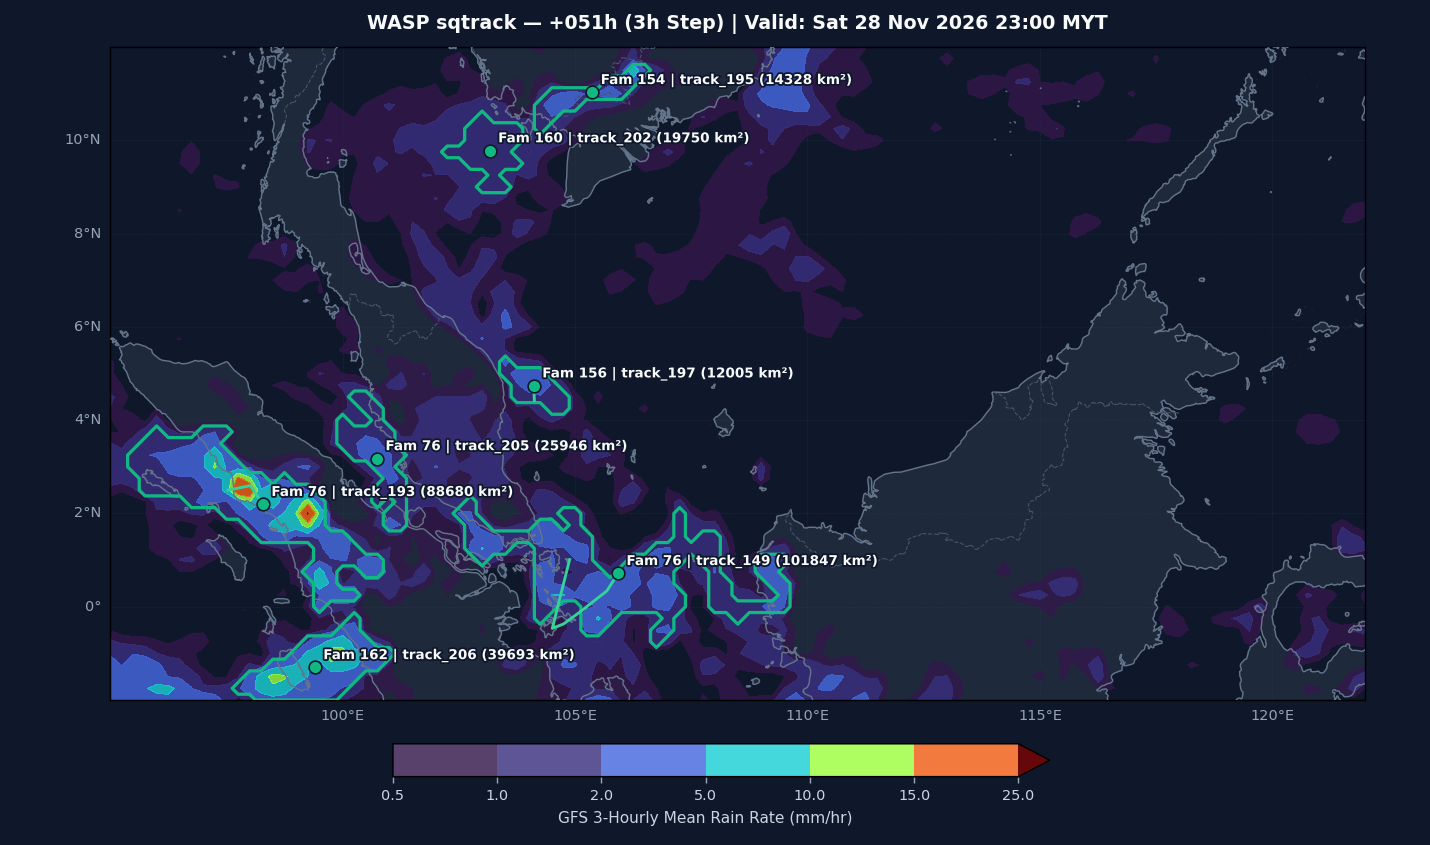 WASP sqtrack — +051h (3h Step) | Valid: Sat 28 Nov 2026 23:00 MYT
Fam 154 | track_195 (14328 km²)
10°N
Fam 160 | track_202 (19750 km²)
8°N
6°N
Fam 156 | track_197 (12005 km²)
4°N
Fam 76 | track_205 (25946 km²)
Fam 76 | track_193 (88680 km²)
2°N
Fam 76 | track_149 (101847 km²)
0°
Fam 162 | track_206 (39693 km²)
100°E 105°E 110°E 115°E 120°E
0.5 1.0 2.0 5.0 10.0 15.0 25.0
GFS 3-Hourly Mean Rain Rate (mm/hr)